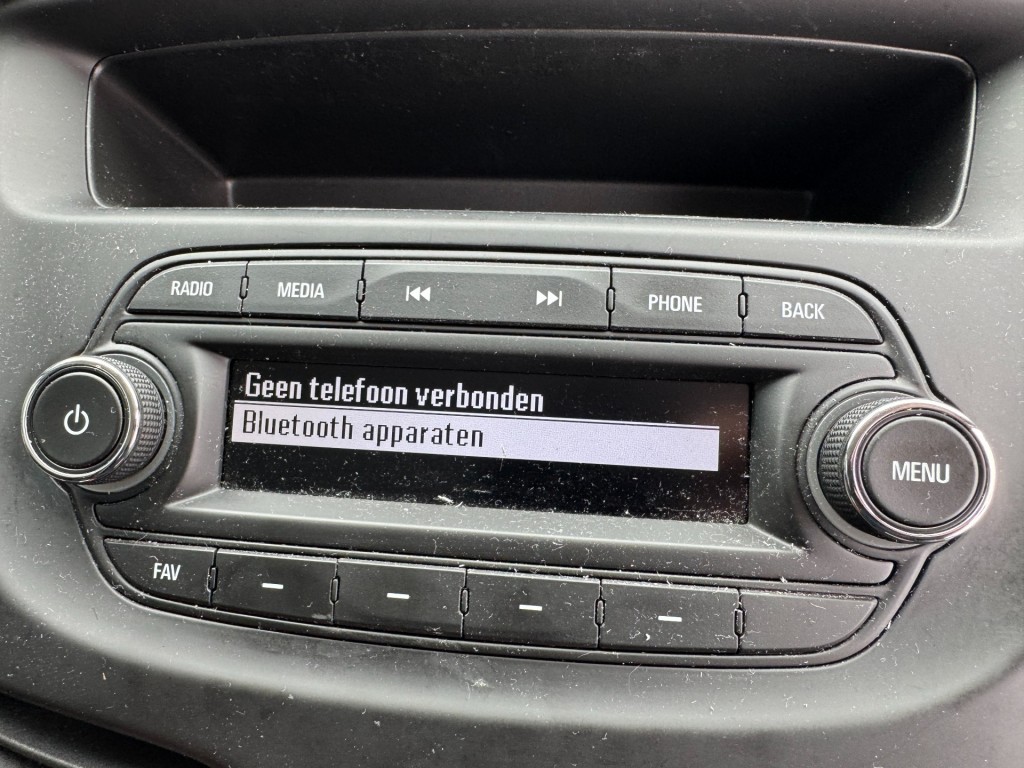 RADIO
MEDIA
PHONE
BACK
Geen telefoon verbonden
Bluetooth apparaten
MENU
FAV